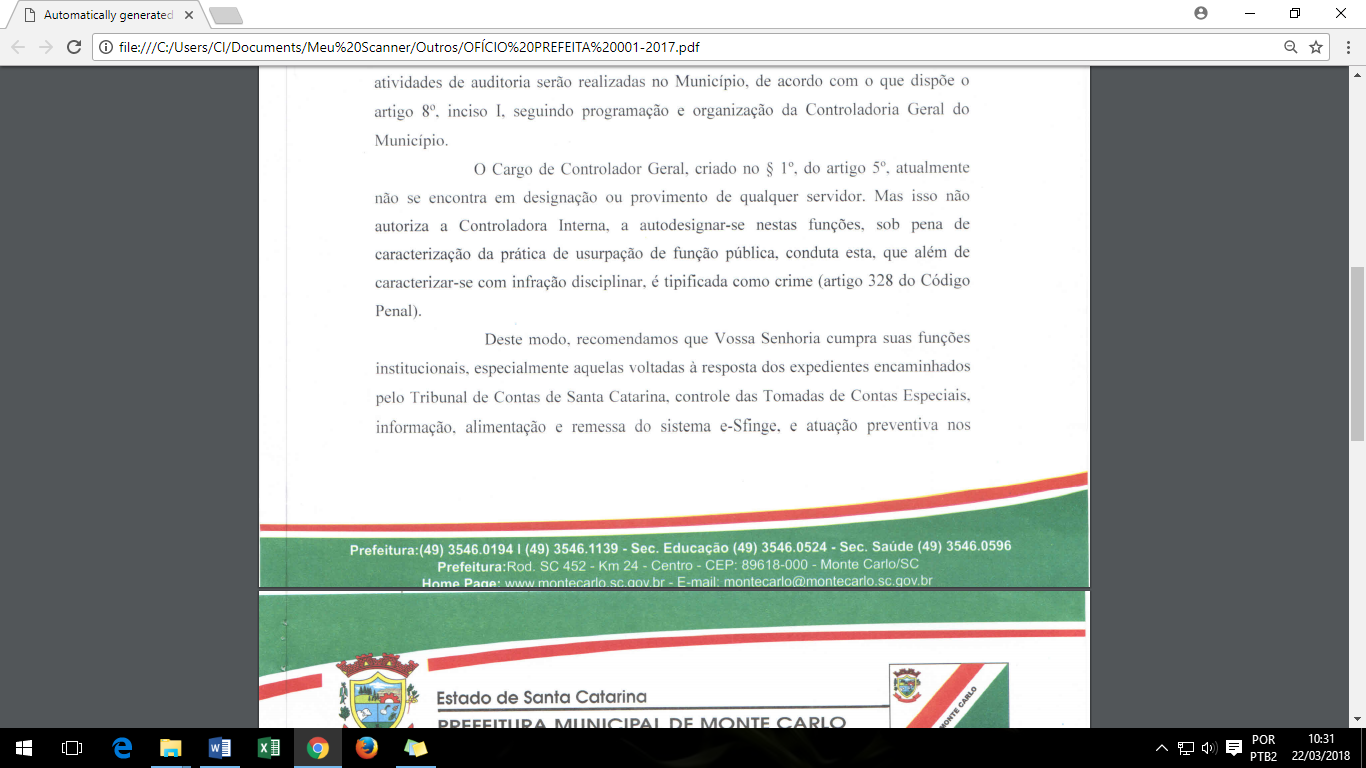 Automatically generated
file:///C:/Users/CI/Documents/Meu%20Scanner/Outros/OFÍCIO%20PREFEITA%20001-2017.pdf
atividades de auditoria serão realizadas no Município, de acordo com o que dispõe o
artigo 8º, inciso I, seguindo programação e organização da Controladoria Geral do
Município.
O Cargo de Controlador Geral, criado no § 1º, do artigo 5º, atualmente
não se encontra em designação ou provimento de qualquer servidor. Mas isso não
autoriza a Controladora Interna, a autodesignar-se nestas funções, sob pena de
caracterização da prática de usurpação de função pública, conduta esta, que além de
caracterizar-se com infração disciplinar, é tipificada como crime (artigo 328 do Código
Penal).
Deste modo, recomendamos que Vossa Senhoria cumpra suas funções
institucionais, especialmente aquelas voltadas à resposta dos expedientes encaminhados
pelo Tribunal de Contas de Santa Catarina, controle das Tomadas de Contas Especiais,
informação, alimentação e remessa do sistema e-Sfinge, e atuação preventiva nos
Prefeitura:(49) 3546.0194 I (49) 3546.1139 - Sec. Educação (49) 3546.0524 - Sec. Saúde (49) 3546.0596
Prefeitura:Rod. SC 452 - Km 24 - Centro - CEP: 89618-000 - Monte Carlo/SC
Home Page: www.montecarlo.sc.gov.br - E-mail: montecarlo@montecarlo.sc.gov.br
Estado de Santa Catarina
PREFEITURA MUNICIPAL DE MONTE CARLO
MONTE CARLO
POR
PTB2
10:31
22/03/2018